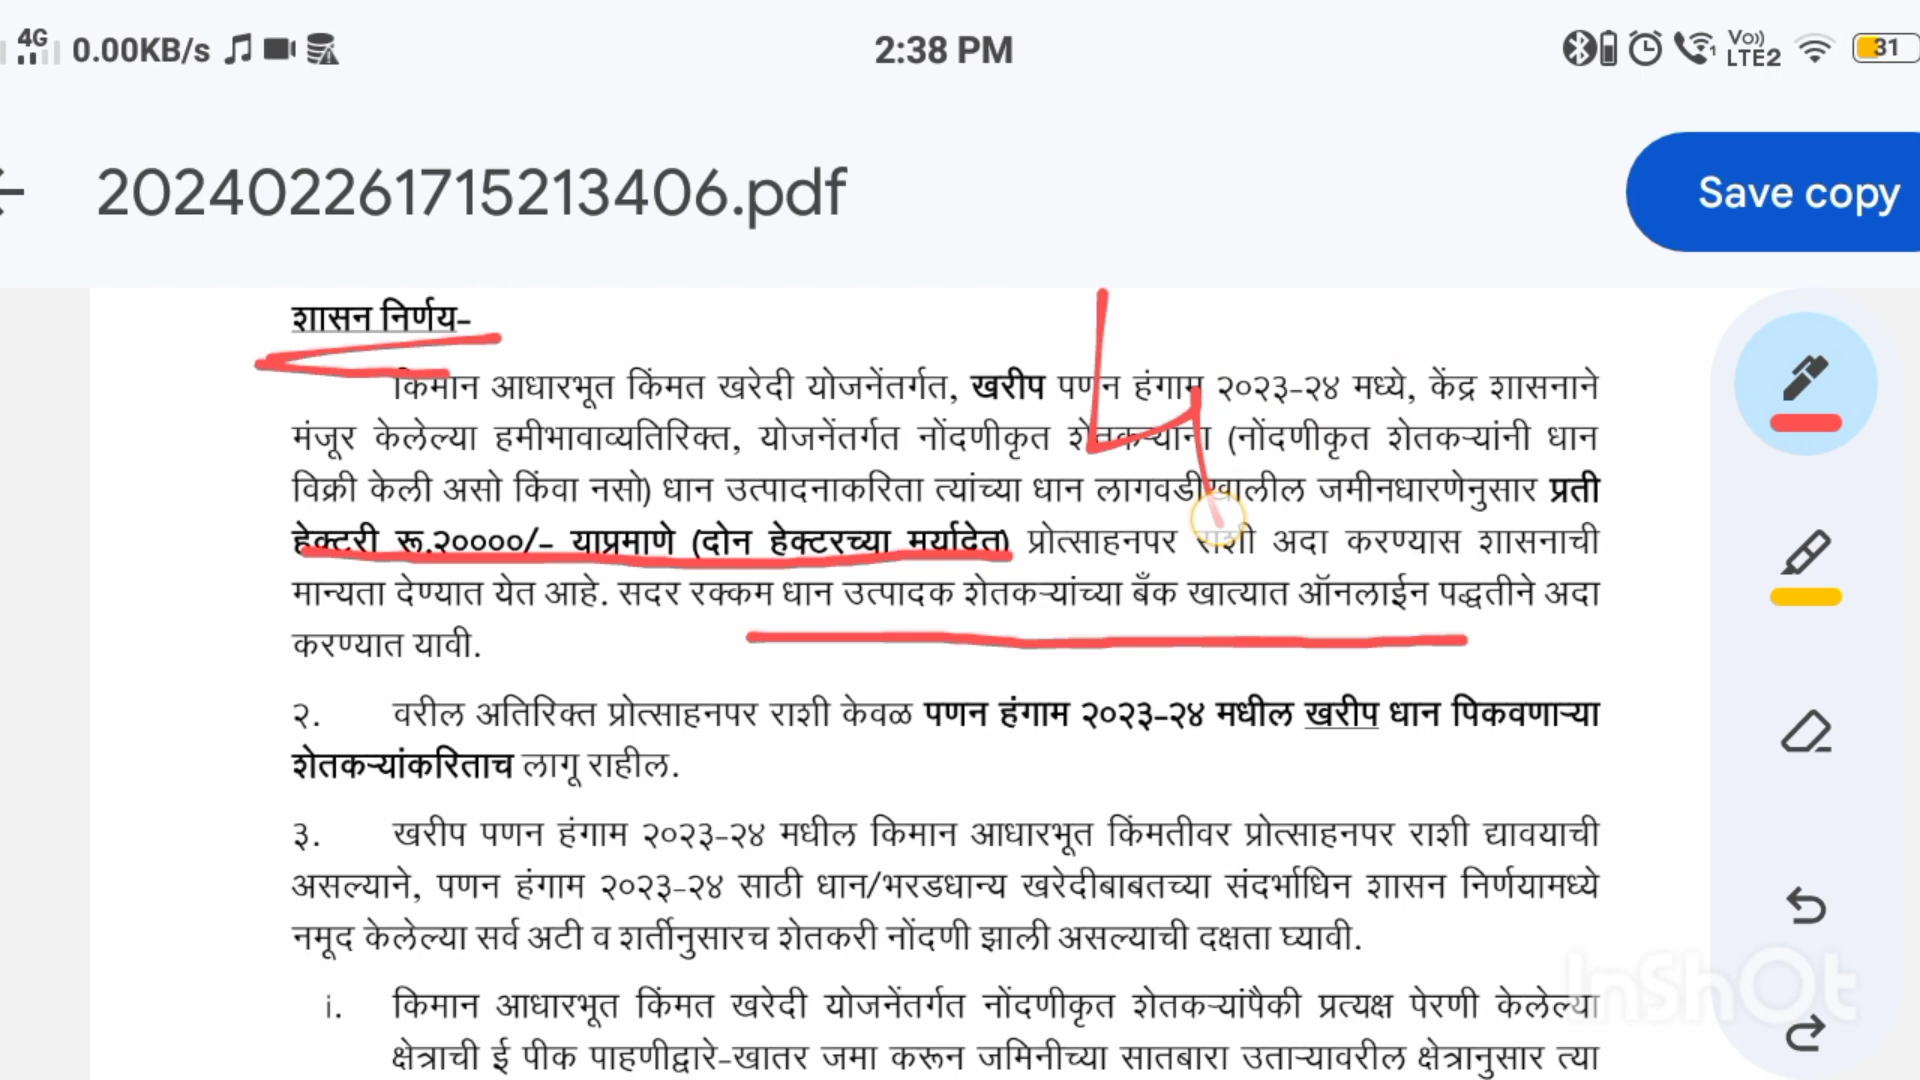 4G 0.00KB/s 2:38 PM Vo)) LTE2 1 31
202402261715213406.pdf Save copy
शासन निर्णय-
किमान आधारभूत किंमत खरेदी योजनेंतर्गत, खरीप पणन हंगाम २०२३-२४ मध्ये, केंद्र शासनाने
मंजूर केलेल्या हमीभावाव्यतिरिक्त, योजनेंतर्गत नोंदणीकृत शेतकऱ्यांना (नोंदणीकृत शेतकऱ्यांनी धान
विक्री केली असो किंवा नसो) धान उत्पादनाकरिता त्यांच्या धान लागवडीखालील जमीनधारणेनुसार प्रती
हेक्टरी रू.२००००/- याप्रमाणे (दोन हेक्टरच्या मर्यादेत) प्रोत्साहनपर राशी अदा करण्यास शासनाची
मान्यता देण्यात येत आहे. सदर रक्कम धान उत्पादक शेतकऱ्यांच्या बँक खात्यात ऑनलाईन पद्धतीने अदा
करण्यात यावी.
२. वरील अतिरिक्त प्रोत्साहनपर राशी केवळ पणन हंगाम २०२३-२४ मधील खरीप धान पिकवणाऱ्या
शेतकऱ्यांकरिताच लागू राहील.
३. खरीप पणन हंगाम २०२३-२४ मधील किमान आधारभूत किंमतीवर प्रोत्साहनपर राशी द्यावयाची
असल्याने, पणन हंगाम २०२३-२४ साठी धान/भरडधान्य खरेदीबाबतच्या संदर्भाधिन शासन निर्णयामध्ये
नमूद केलेल्या सर्व अटी व शर्तीनुसारच शेतकरी नोंदणी झाली असल्याची दक्षता घ्यावी.
i. किमान आधारभूत किंमत खरेदी योजनेंतर्गत नोंदणीकृत शेतकऱ्यांपैकी प्रत्यक्ष पेरणी केलेल्या
क्षेत्राची ई पीक पाहणीद्वारे-खातर जमा करून जमिनीच्या सातबारा उताऱ्यावरील क्षेत्रानुसार त्या
InShOt